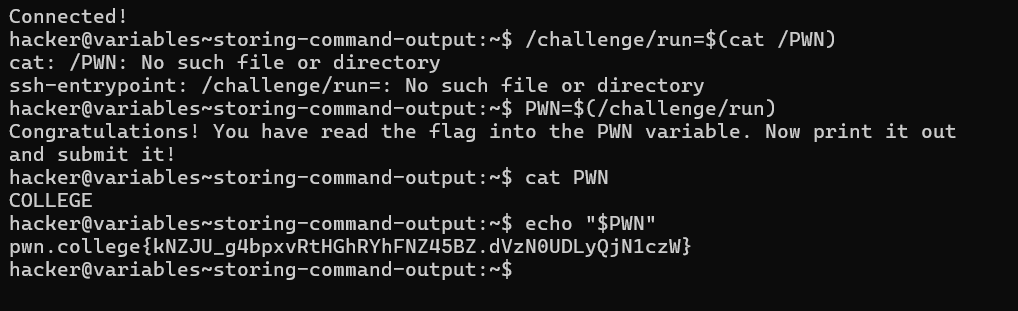 Connected!
hacker@variables~storing-command-output:~$ /challenge/run=$(cat /PWN)
cat: /PWN: No such file or directory
ssh-entrypoint: /challenge/run=: No such file or directory
hacker@variables~storing-command-output:~$ PWN=$(/challenge/run)
Congratulations! You have read the flag into the PWN variable. Now print it out
and submit it!
hacker@variables~storing-command-output:~$ cat PWN
COLLEGE
hacker@variables~storing-command-output:~$ echo "$PWN"
pwn.college{kNZJU_g4bpxvRtHGhRYhFNZ45BZ.dVzN0UDLyQjN1czW}
hacker@variables~storing-command-output:~$